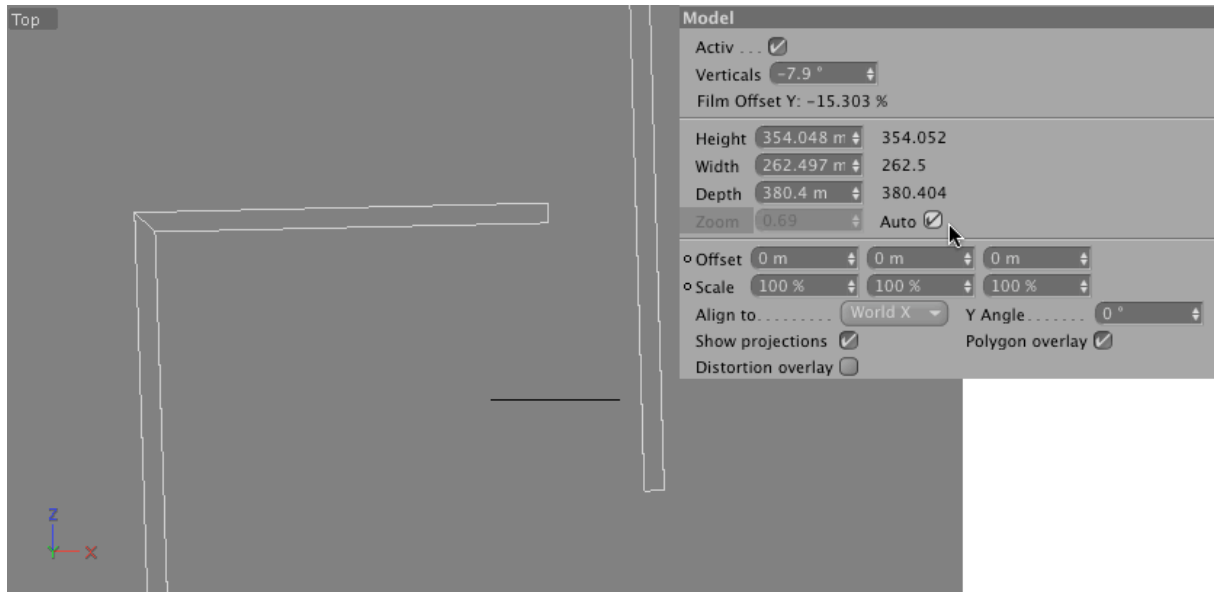 Top
Model
Activ . . .
Verticals -7.9 °
Film Offset Y: -15.303 %
Height 354.048 m 354.052
Width 262.497 m 262.5
Depth 380.4 m 380.404
Zoom 0.69 Auto
Offset 0 m 0 m 0 m
Scale 100 % 100 % 100 %
Align to......... World X Y Angle....... 0 °
Show projections Polygon overlay
Distortion overlay
Z
Y X